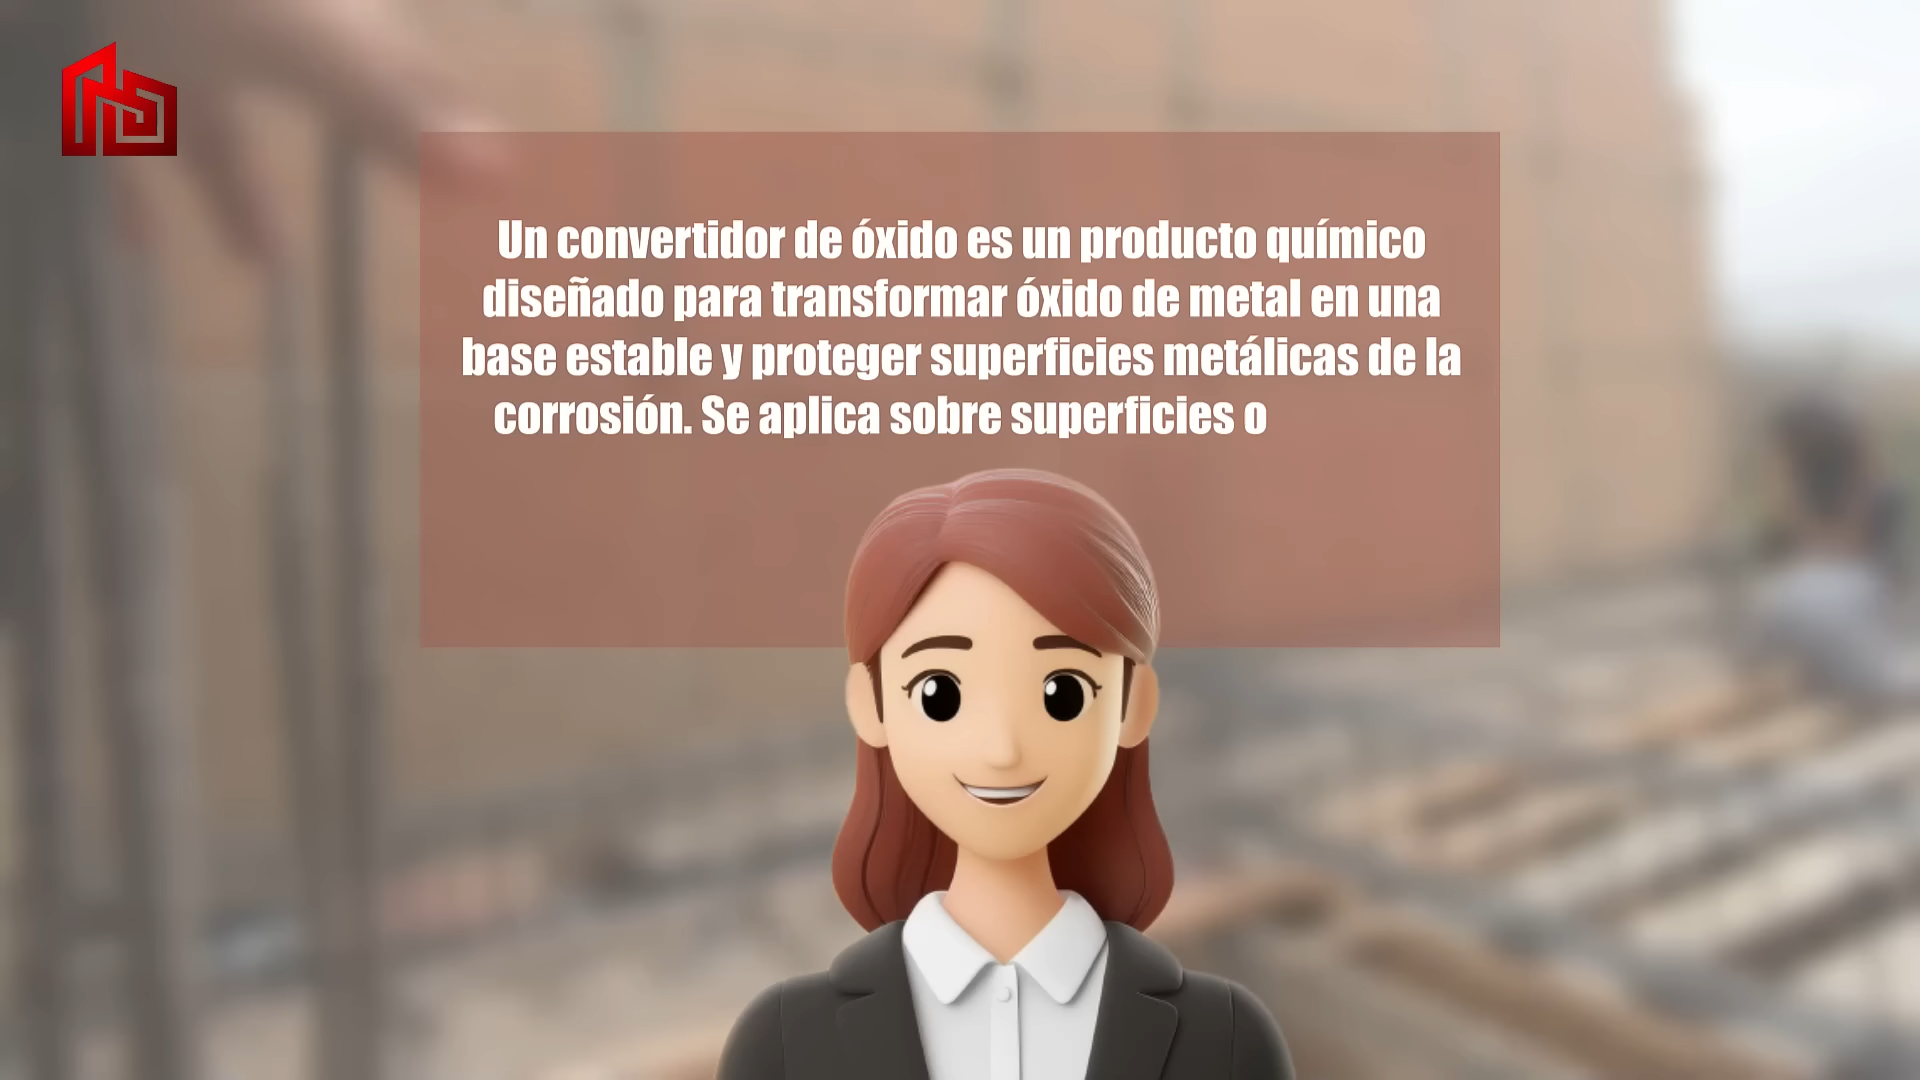 Un convertidor de óxido es un producto químico
diseñado para transformar óxido de metal en una
base estable y proteger superficies metálicas de la
corrosión. Se aplica sobre superficies o